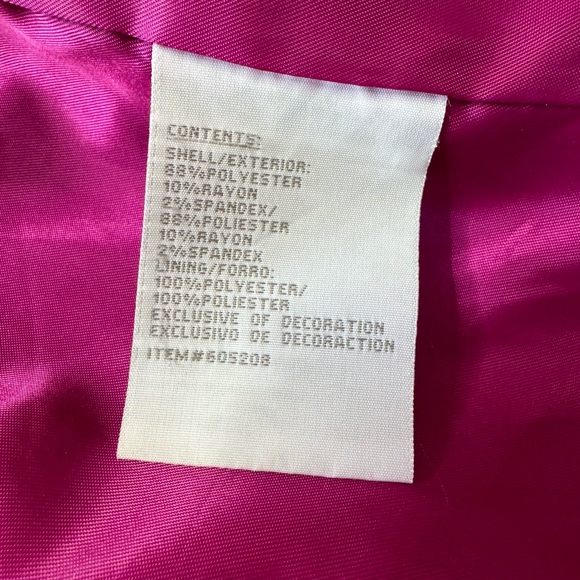 CONTENTS:
SHELL/EXTERIOR:
88%POLYESTER
10%RAYON
2%SPANDEX/
88%POLIESTER
10%RAYON
2%SPANDEX
LINING/FORRO:
100%POLYESTER/
100%POLIESTER
EXCLUSIVE OF DECORATION
EXCLUSIVO DE DECORACTION
ITEM#605208